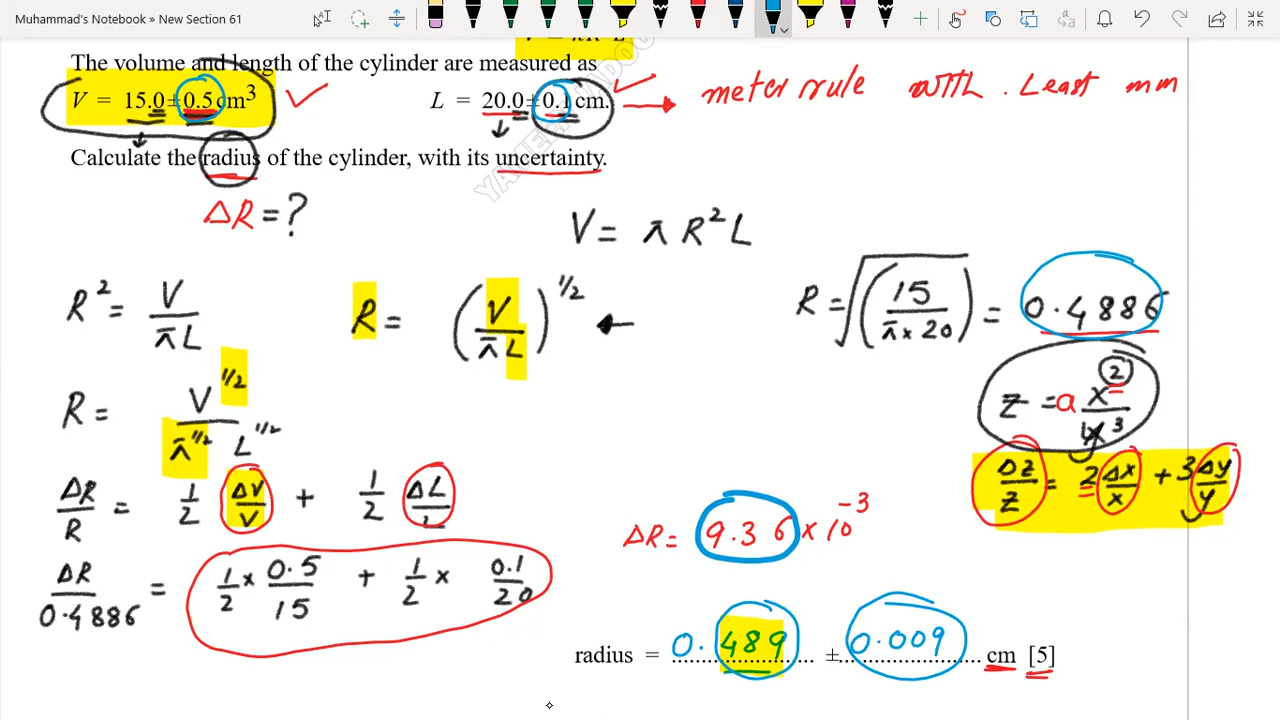 Muhammad's Notebook » New Section 61
The volume and length of the cylinder are measured as
V = 15.0 ± 0.5 cm³ L = 20.0 ± 0.1 cm. → meter rule with . Least mm
Calculate the radius of the cylinder, with its uncertainty.
ΔR = ?
V = π R² L
R² = V / πL
R = (V / πL)^1/2
R = √(15 / π × 20) = 0.4886
R = V^1/2 / π^1/2 L^1/2
z = a x² / y³
Δz/z = 2 Δx/x + 3 Δy/y
ΔR/R = 1/2 ΔV/V + 1/2 ΔL/L
ΔR = 9.36 × 10⁻³
ΔR / 0.4886 = 1/2 × 0.5/15 + 1/2 × 0.1/20
radius = 0.489 ± 0.009 cm [5]